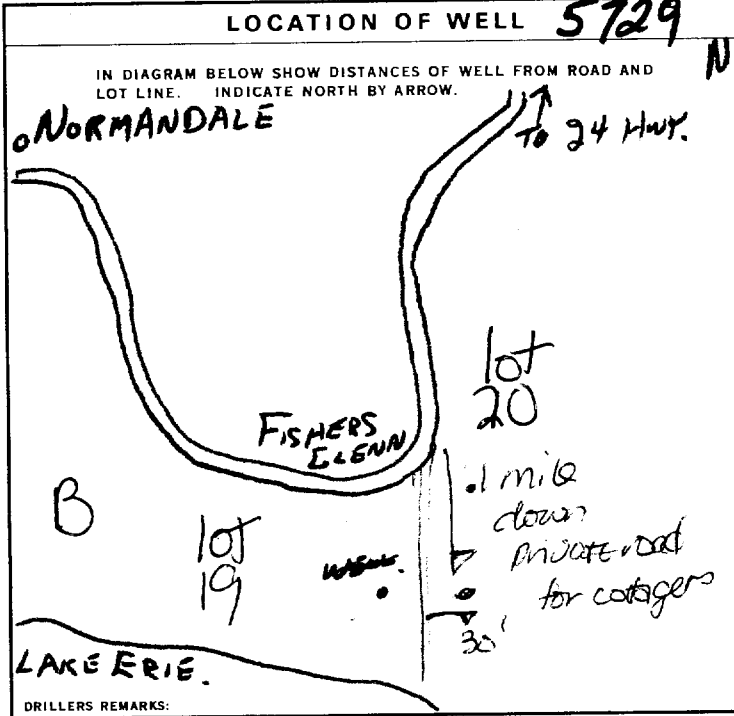 LOCATION OF WELL 5729
N
IN DIAGRAM BELOW SHOW DISTANCES OF WELL FROM ROAD AND
LOT LINE. INDICATE NORTH BY ARROW.
NORMANDALE
TO 24 HWY.
lot
20
FISHERS
GLENN
.1 mile
down
private road
for cotagers
30'
B
lot
19
WELL.
LAKE ERIE.
DRILLERS REMARKS: